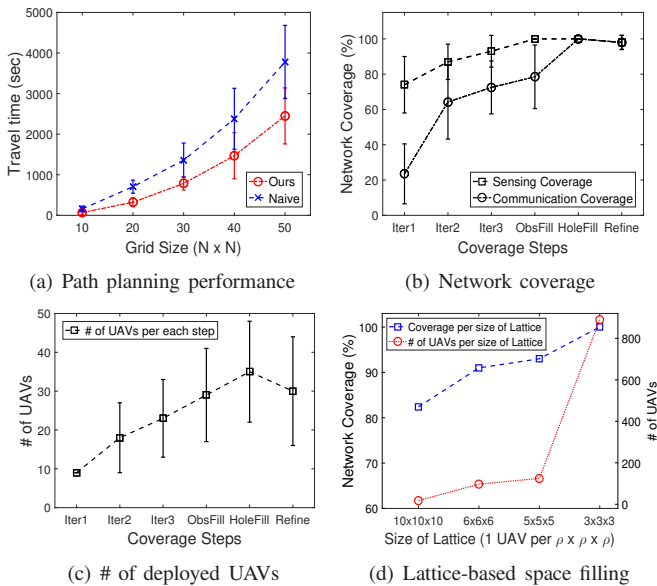 5000
4000
3000
2000
1000
0
Travel time (sec)
Ours
Naive
10 20 30 40 50
Grid Size (N x N)
(a) Path planning performance
100
80
60
40
20
0
Network Coverage (%)
Sensing Coverage
Communication Coverage
Iter1 Iter2 Iter3 ObsFill HoleFill Refine
Coverage Steps
(b) Network coverage
50
40
30
20
10
0
# of UAVs
# of UAVs per each step
Iter1 Iter2 Iter3 ObsFill HoleFill Refine
Coverage Steps
(c) # of deployed UAVs
100
90
80
70
60
Network Coverage (%)
Coverage per size of Lattice
# of UAVs per size of Lattice
800
600
400
200
0
# of UAVs
10x10x10 6x6x6 5x5x5 3x3x3
Size of Lattice (1 UAV per ρ x ρ x ρ)
(d) Lattice-based space filling